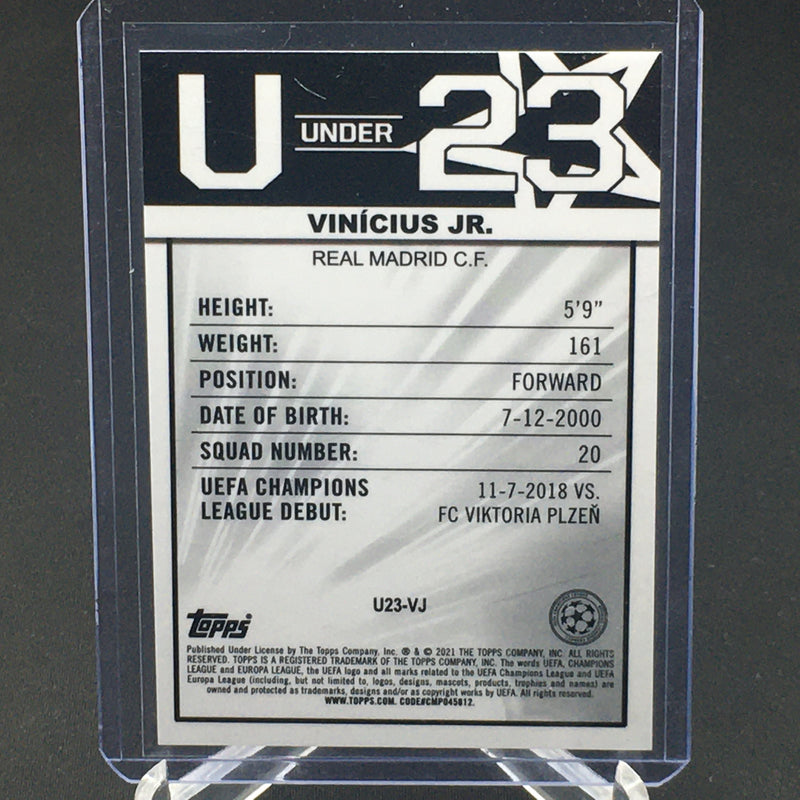 U UNDER 23
VINÍCIUS JR.
REAL MADRID C.F.
HEIGHT: 5'9"
WEIGHT: 161
POSITION: FORWARD
DATE OF BIRTH: 7-12-2000
SQUAD NUMBER: 20
UEFA CHAMPIONS 11-7-2018 VS.
LEAGUE DEBUT: FC VIKTORIA PLZEŇ
U23-VJ
Topps®
Published Under License by The Topps Company, Inc. ® & © 2021 THE TOPPS COMPANY, INC. ALL RIGHTS
RESERVED. TOPPS IS A REGISTERED TRADEMARK OF THE TOPPS COMPANY, INC. The words UEFA, CHAMPIONS
LEAGUE and EUROPA LEAGUE, the UEFA logo and all marks related to the UEFA Champions League and UEFA
Europa League (including, but not limited to, logos, designs, mascots, products, trophies and names) are
owned and protected as trademarks, designs and/or as copyright works by UEFA. All rights reserved.
WWW.TOPPS.COM. CODE#CMP045812.